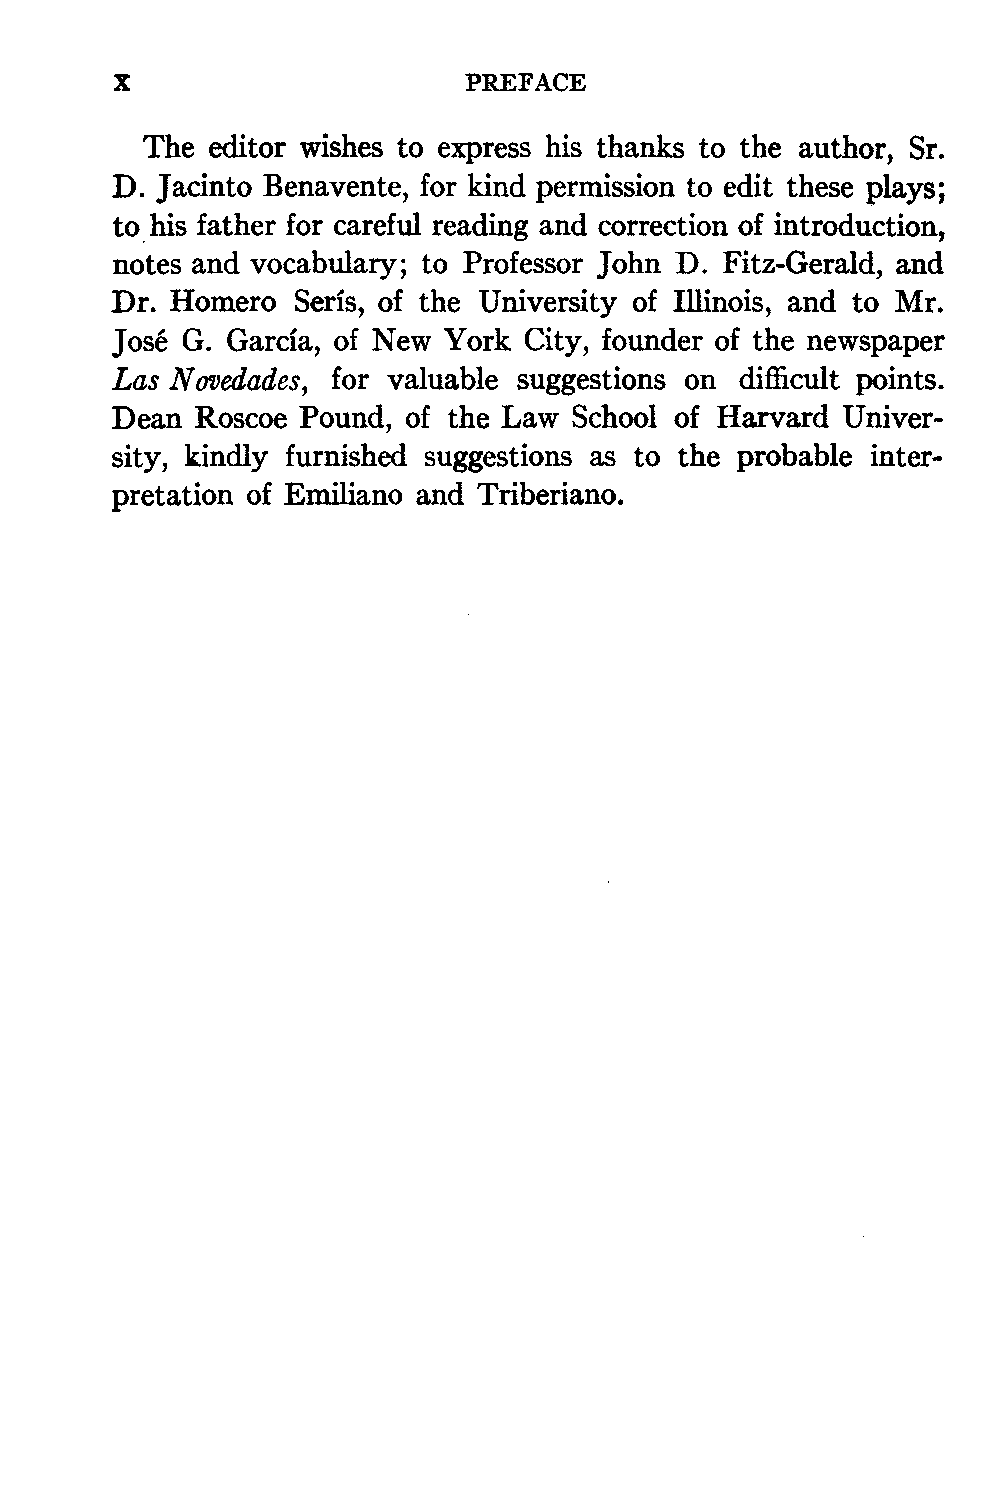 X PREFACE
The editor wishes to express his thanks to the author, Sr.
D. Jacinto Benavente, for kind permission to edit these plays;
to his father for careful reading and correction of introduction,
notes and vocabulary; to Professor John D. Fitz-Gerald, and
Dr. Homero Serís, of the University of Illinois, and to Mr.
José G. García, of New York City, founder of the newspaper
Las Novedades, for valuable suggestions on difficult points.
Dean Roscoe Pound, of the Law School of Harvard Univer-
sity, kindly furnished suggestions as to the probable inter-
pretation of Emiliano and Triberiano.